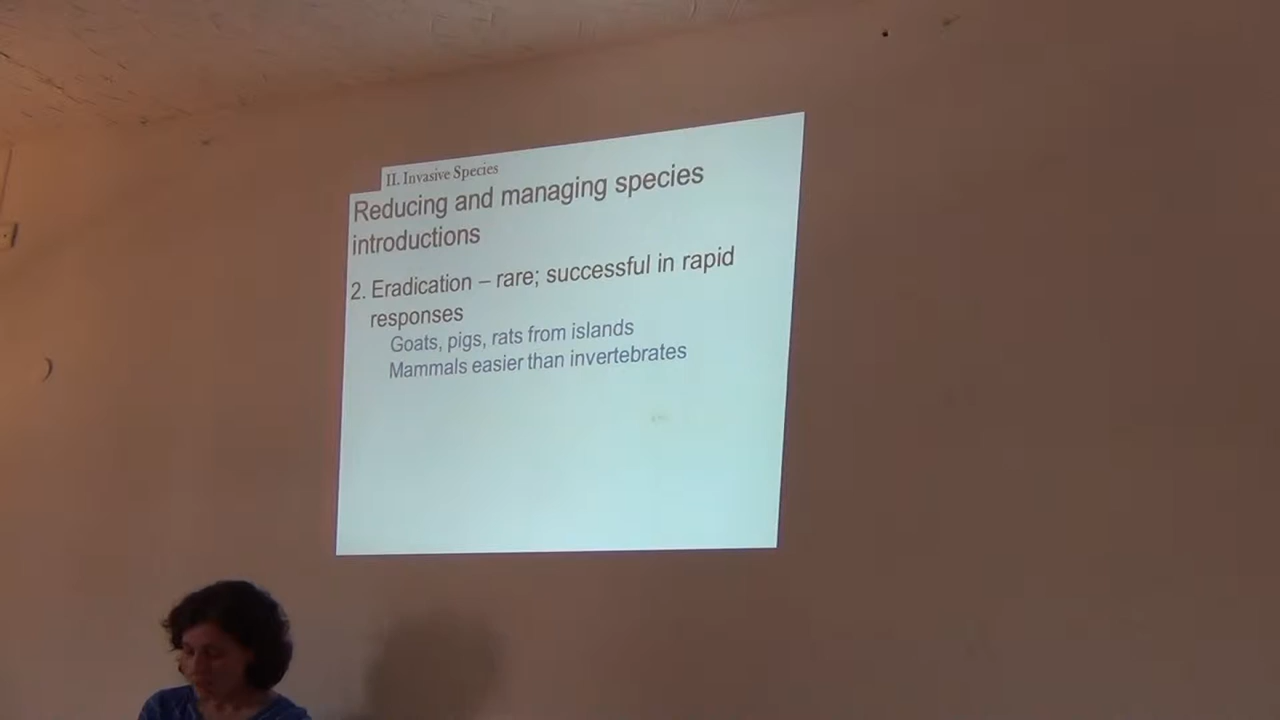 II. Invasive Species
Reducing and managing species
introductions
2. Eradication – rare; successful in rapid
responses
Goats, pigs, rats from islands
Mammals easier than invertebrates